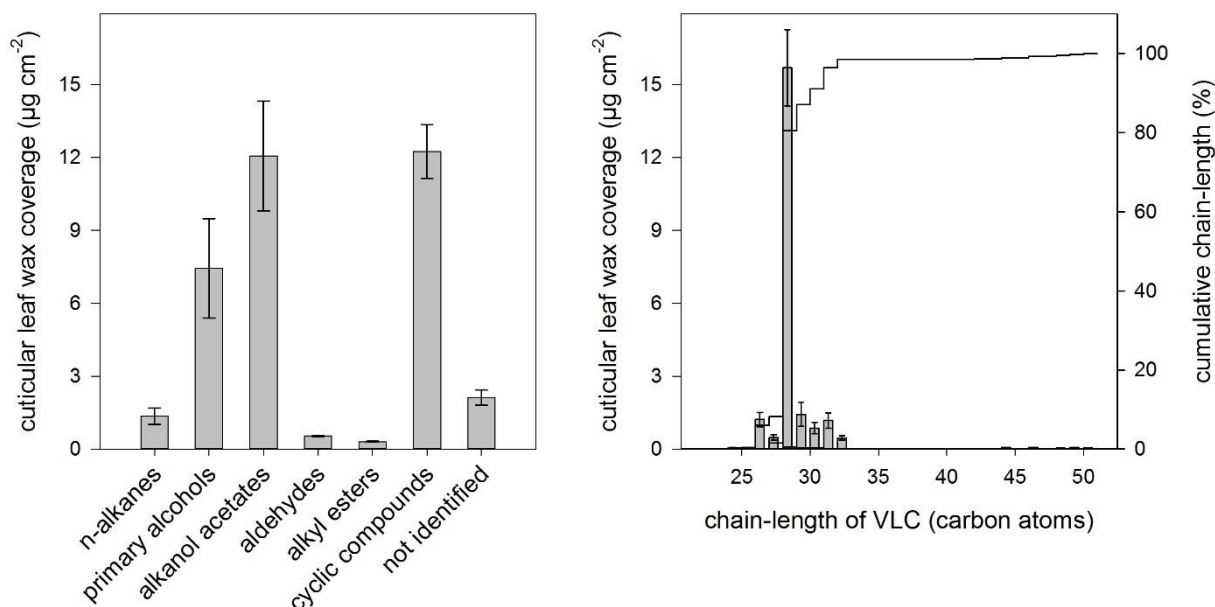 cuticular leaf wax coverage (µg cm-2)
15
12
9
6
3
0
n-alkanes
primary alcohols
alkanol acetates
aldehydes
alkyl esters
cyclic compounds
not identified
cuticular leaf wax coverage (µg cm-2)
15
12
9
6
3
0
25 30 35 40 45 50
chain-length of VLC (carbon atoms)
100
80
60
40
20
0
cumulative chain-length (%)